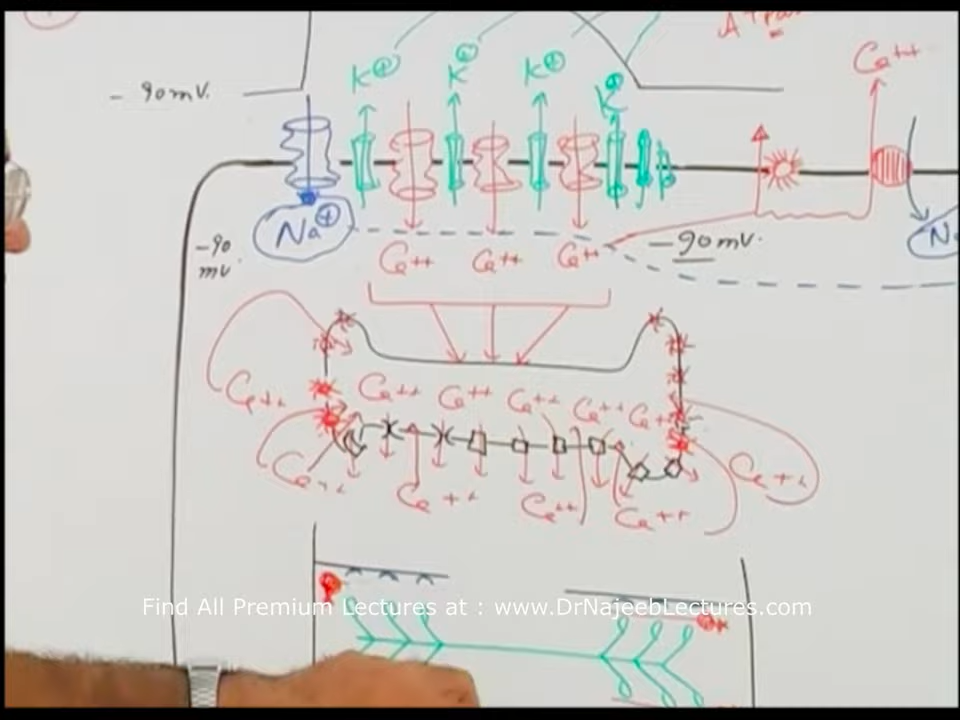 Ca++
- 90mv.
K+ K+ K+ K+
Na+
-90
mv.
Ca++ Ca++ Ca++
-90mv.
Ca++ Ca++ Ca++ Ca++ Ca++ Ca++
Ca++ Ca++ Ca++ Ca++ Ca++
Find All Premium Lectures at : www.DrNajeebLectures.com